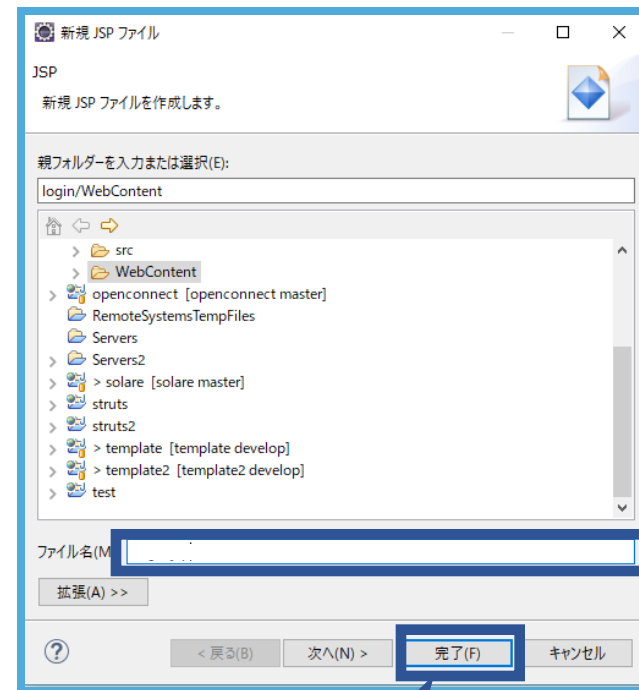 新規 JSP ファイル
JSP
新規 JSP ファイルを作成します。
親フォルダーを入力または選択(E):
login/WebContent
src
WebContent
openconnect [openconnect master]
RemoteSystemsTempFiles
Servers
Servers2
> solare [solare master]
struts
struts2
> template [template develop]
> template2 [template2 develop]
test
ファイル名(M
拡張(A) >>
< 戻る(B) 次へ(N) > 完了(F) キャンセル